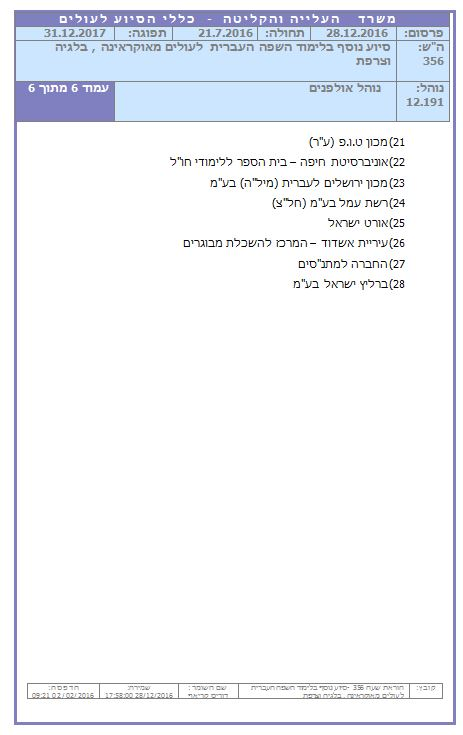 משרד העלייה והקליטה - כללי הסיוע לעולים
פרסום: 28.12.2016 תחולה: 21.7.2016 תפוגה: 31.12.2017
ה"ש: 356 סיוע נוסף בלימוד השפה העברית לעולים מאוקראינה , בלגיה וצרפת
נוהל: 12.191 נוהל אולפנים עמוד 6 מתוך 6
21)מכון ט.ו.פ (ע"ר)
22)אוניברסיטת חיפה – בית הספר ללימודי חו"ל
23)מכון ירושלים לעברית (מיל"ה) בע"מ
24)רשת עמל בע"מ (חל"צ)
25)אורט ישראל
26)עיריית אשדוד – המרכז להשכלת מבוגרים
27)החברה למתנ"סים
28)ברליץ ישראל בע"מ
קובץ: הוראת שעה 356 -סיוע נוסף בלימוד השפה העברית לעולים מאוקראינה , בלגיה וצרפת
שם השומר: דוריס קריאף
שמירת: 28/12/2016 17:58:00
הדפסה: 02/02/2016 09:21